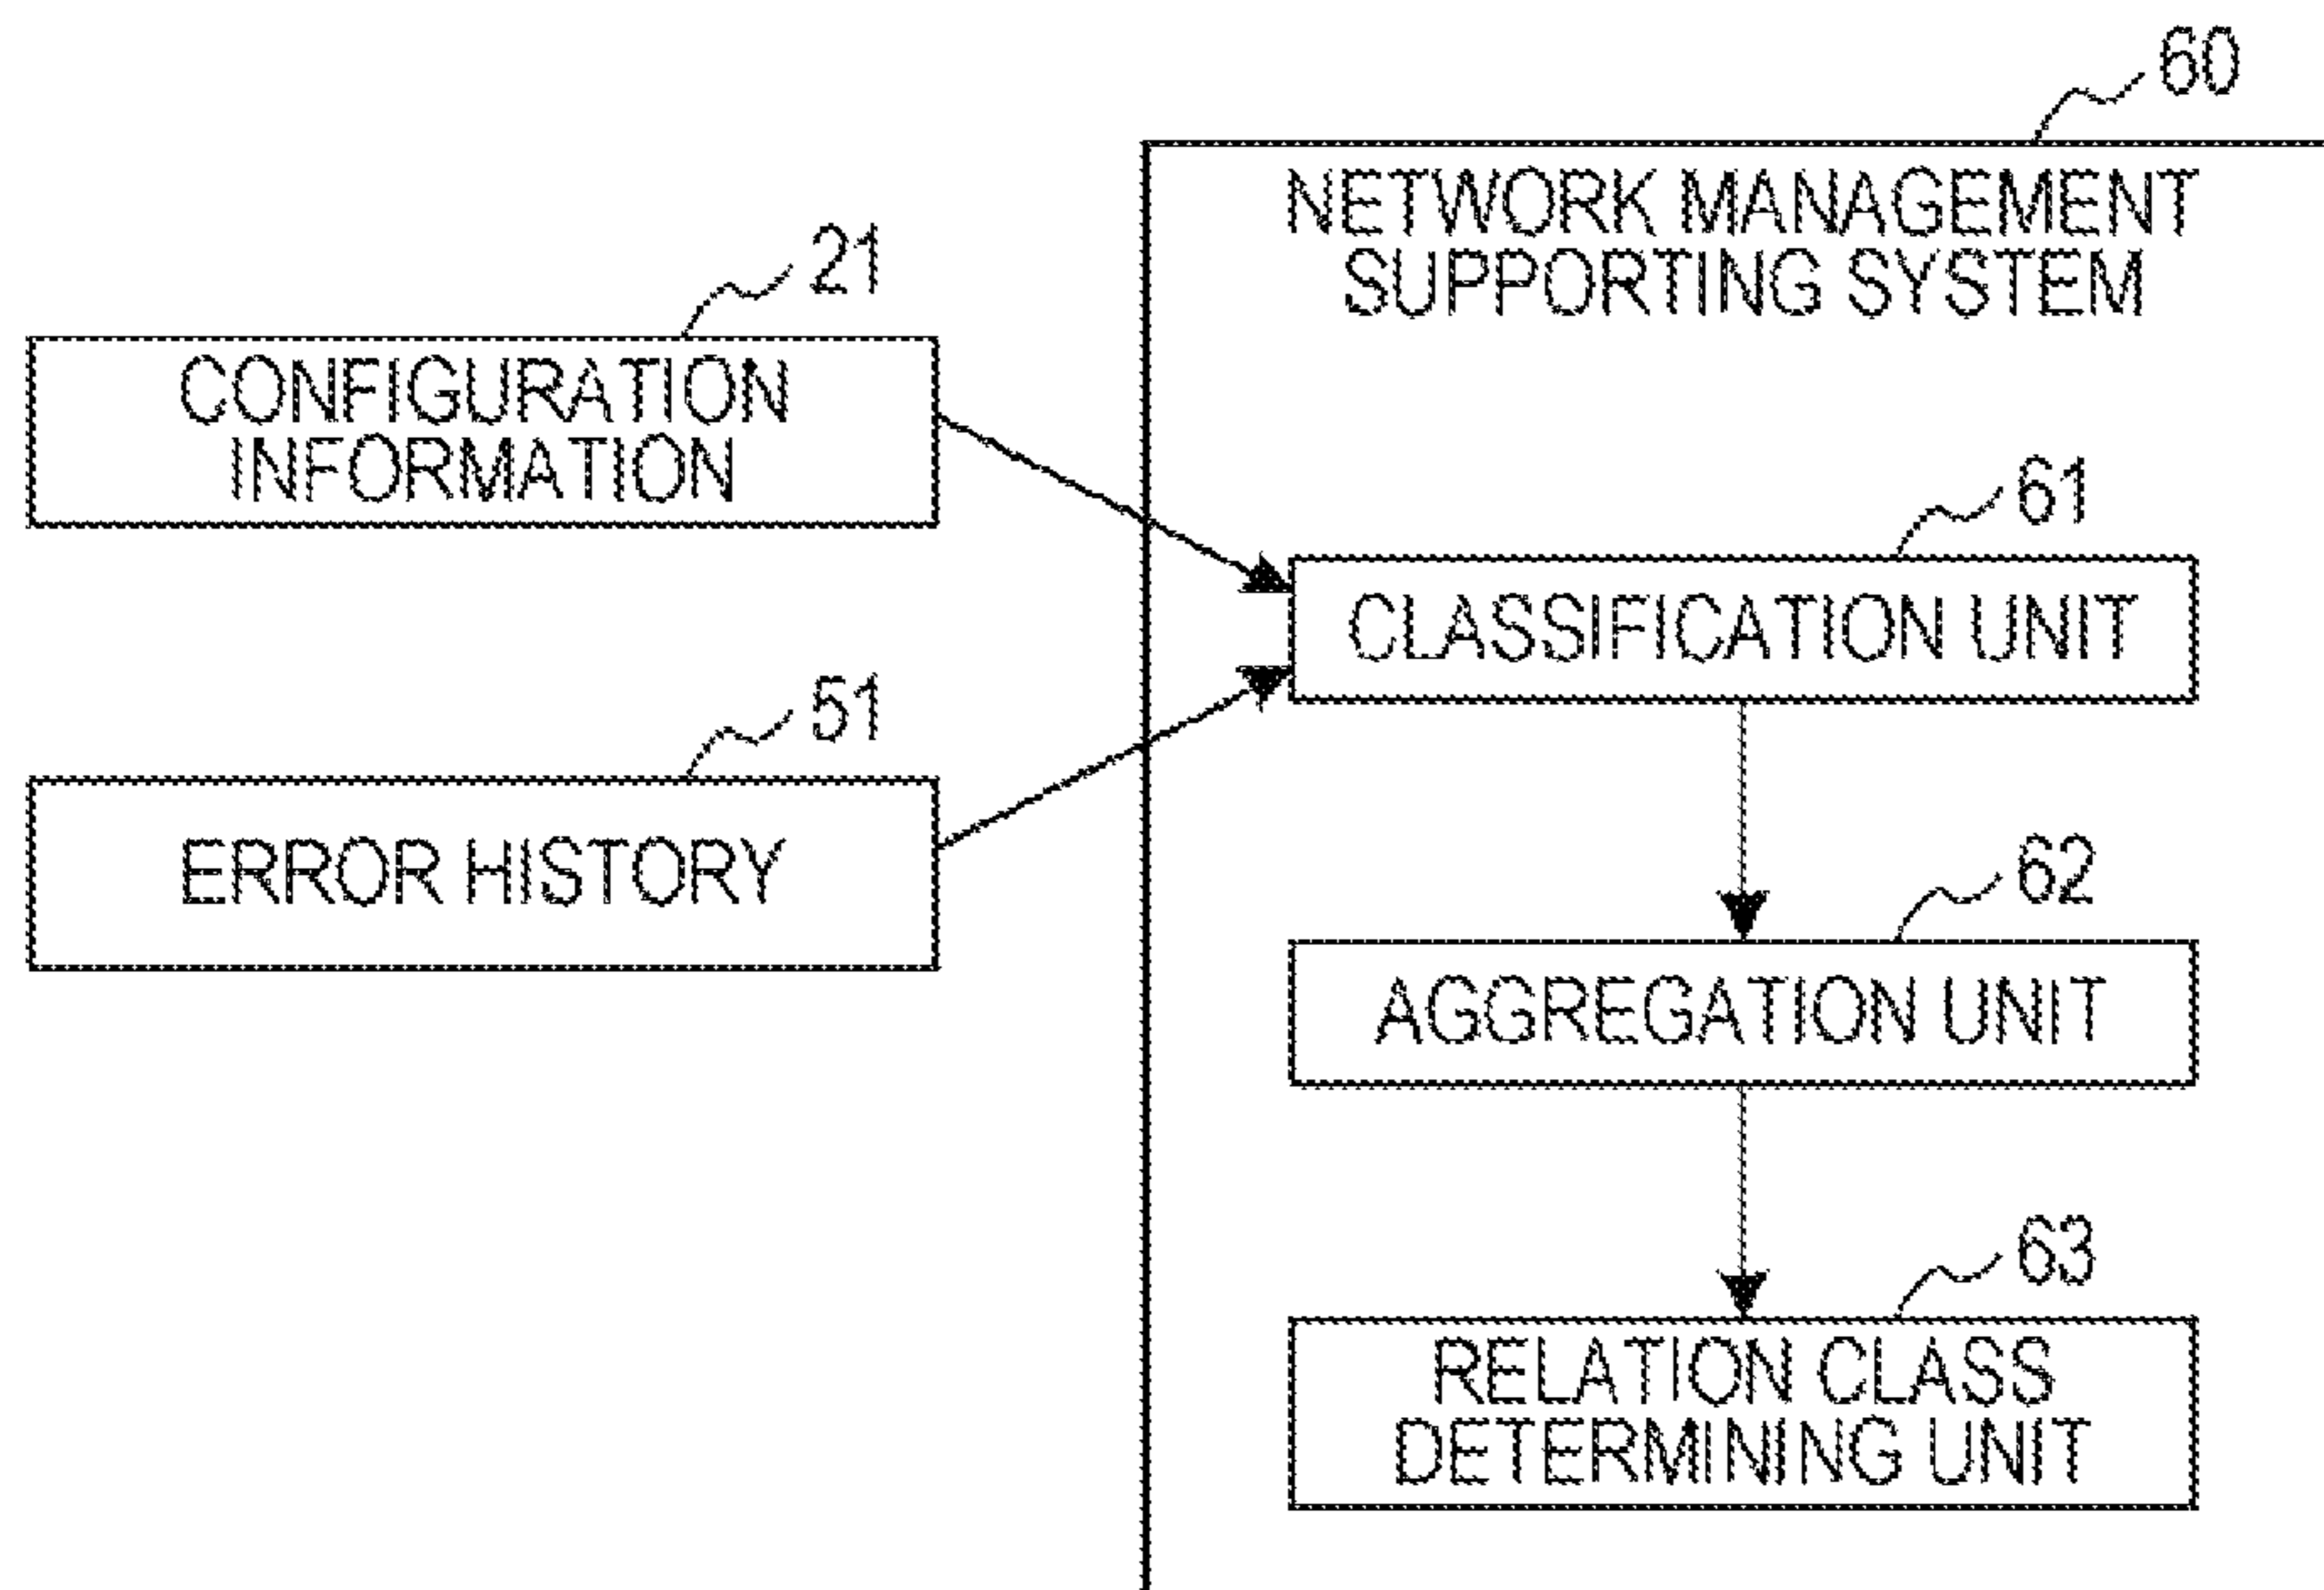 60
NETWORK MANAGEMENT
SUPPORTING SYSTEM
21
CONFIGURATION
INFORMATION
61
CLASSIFICATION UNIT
51
ERROR HISTORY
62
AGGREGATION UNIT
63
RELATION CLASS
DETERMINING UNIT